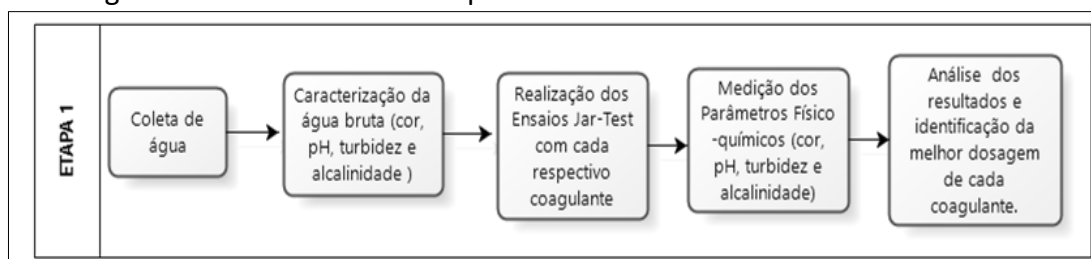 ETAPA 1
Coleta de
água
Caracterização da
água bruta (cor,
pH, turbidez e
alcalinidade )
Realização dos
Ensaios Jar-Test
com cada
respectivo
coagulante
Medição dos
Parâmetros Físico
-químicos (cor,
pH, turbidez e
alcalinidade)
Análise dos
resultados e
identificação da
melhor dosagem
de cada
coagulante.